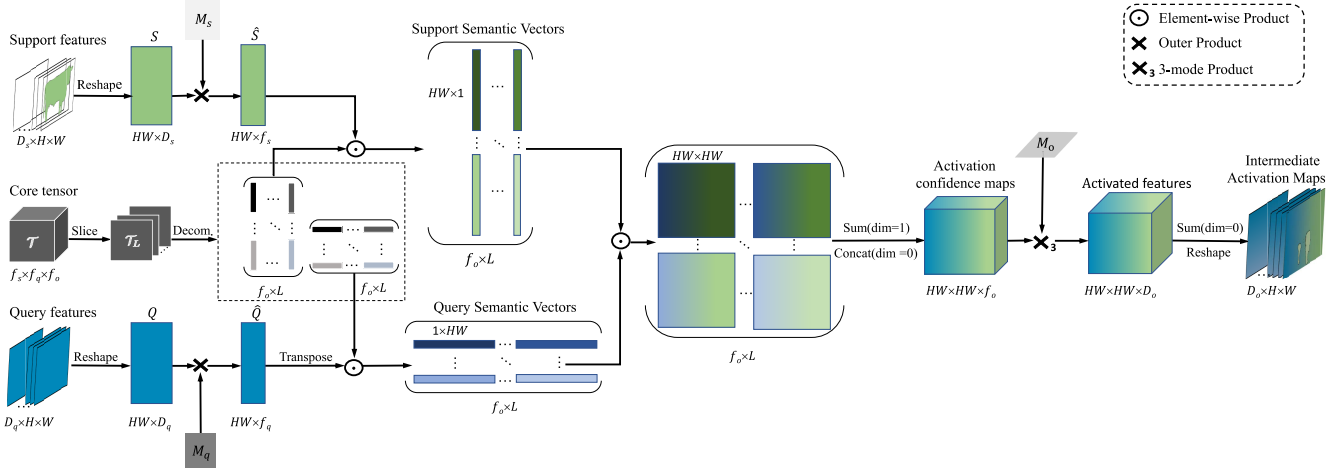 Support features
D_s×H×W
Reshape
S
HW×D_s
M_s
Ŝ
HW×f_s
Support Semantic Vectors
HW×1
f_o×L
Core tensor
𝒯
f_s×f_q×f_o
Slice
𝒯_L
Decom.
f_o×L
f_o×L
Query features
D_q×H×W
Reshape
Q
HW×D_q
M_q
Q̂
HW×f_q
Transpose
Query Semantic Vectors
1×HW
f_o×L
HW×HW
f_o×L
Sum(dim=1)
Concat(dim =0)
Activation
confidence maps
HW×HW×f_o
M_o
3
Activated features
HW×HW×D_o
Sum(dim=0)
Reshape
Intermediate
Activation Maps
D_o×H×W
Element-wise Product
Outer Product
3 3-mode Product